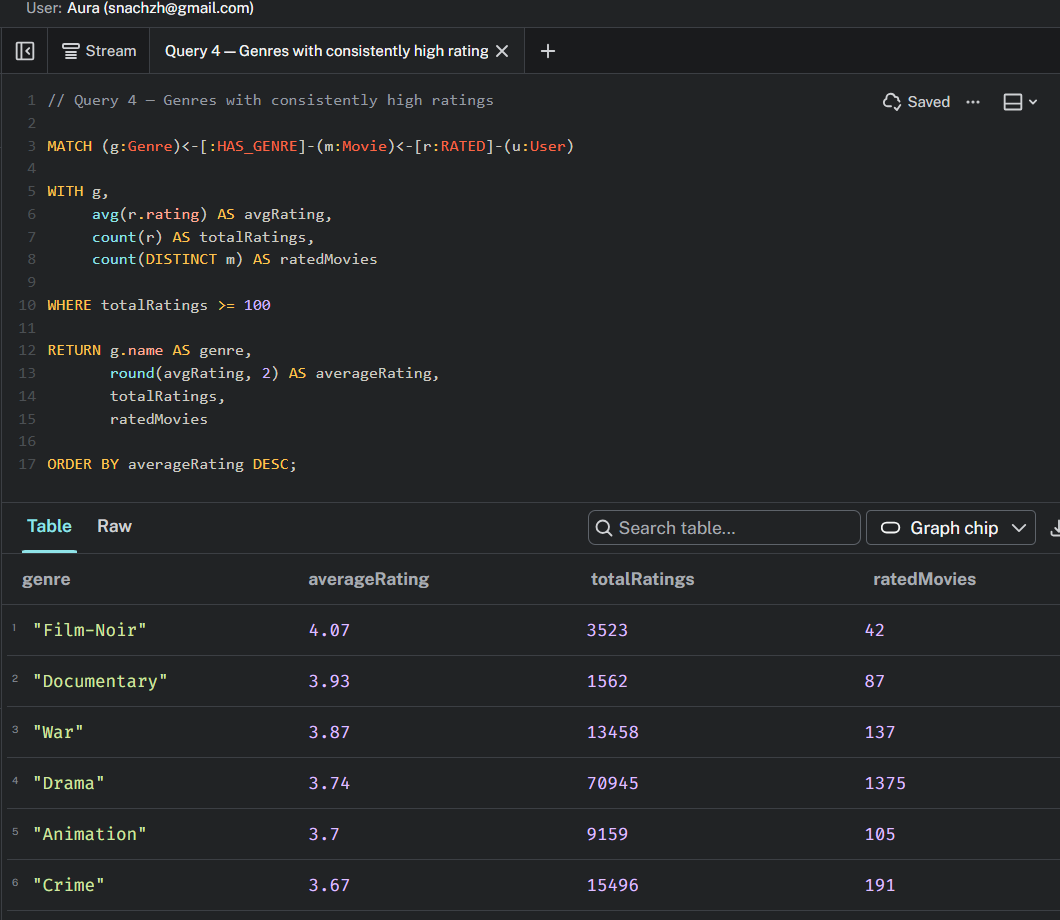 User: Aura (snachzh@gmail.com)
Stream
Query 4 — Genres with consistently high rating
1 // Query 4 — Genres with consistently high ratings
2
3 MATCH (g:Genre)<-[:HAS_GENRE]-(m:Movie)<-[r:RATED]-(u:User)
4
5 WITH g,
6 avg(r.rating) AS avgRating,
7 count(r) AS totalRatings,
8 count(DISTINCT m) AS ratedMovies
9
10 WHERE totalRatings >= 100
11
12 RETURN g.name AS genre,
13 round(avgRating, 2) AS averageRating,
14 totalRatings,
15 ratedMovies
16
17 ORDER BY averageRating DESC;
Saved
Table Raw
Search table...
Graph chip
genre averageRating totalRatings ratedMovies
1 "Film-Noir" 4.07 3523 42
2 "Documentary" 3.93 1562 87
3 "War" 3.87 13458 137
4 "Drama" 3.74 70945 1375
5 "Animation" 3.7 9159 105
6 "Crime" 3.67 15496 191